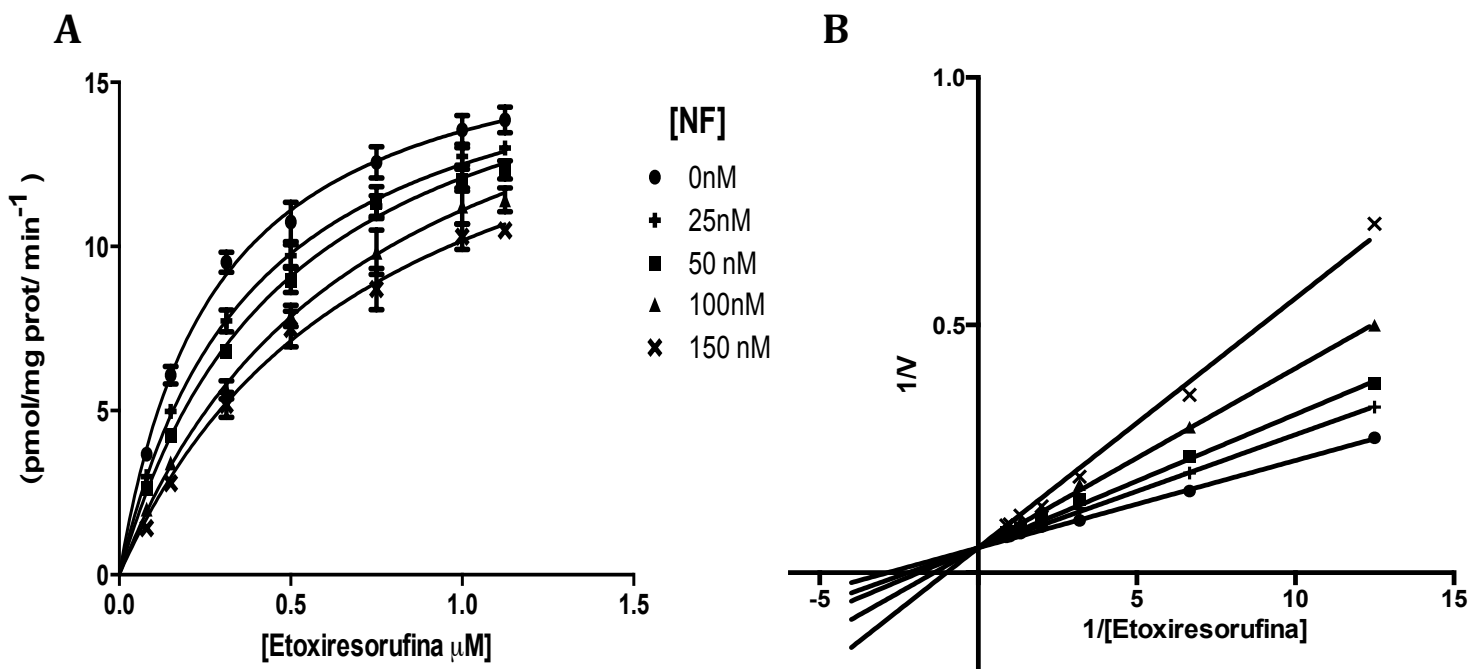 A
(pmol/mg prot/ min⁻¹ )
15
10
5
0
0.0
0.5
1.0
1.5
[Etoxiresorufina µM]
[NF]
0nM
25nM
50 nM
100nM
150 nM
B
1/V
1.0
0.5
-5
5
10
15
1/[Etoxiresorufina]